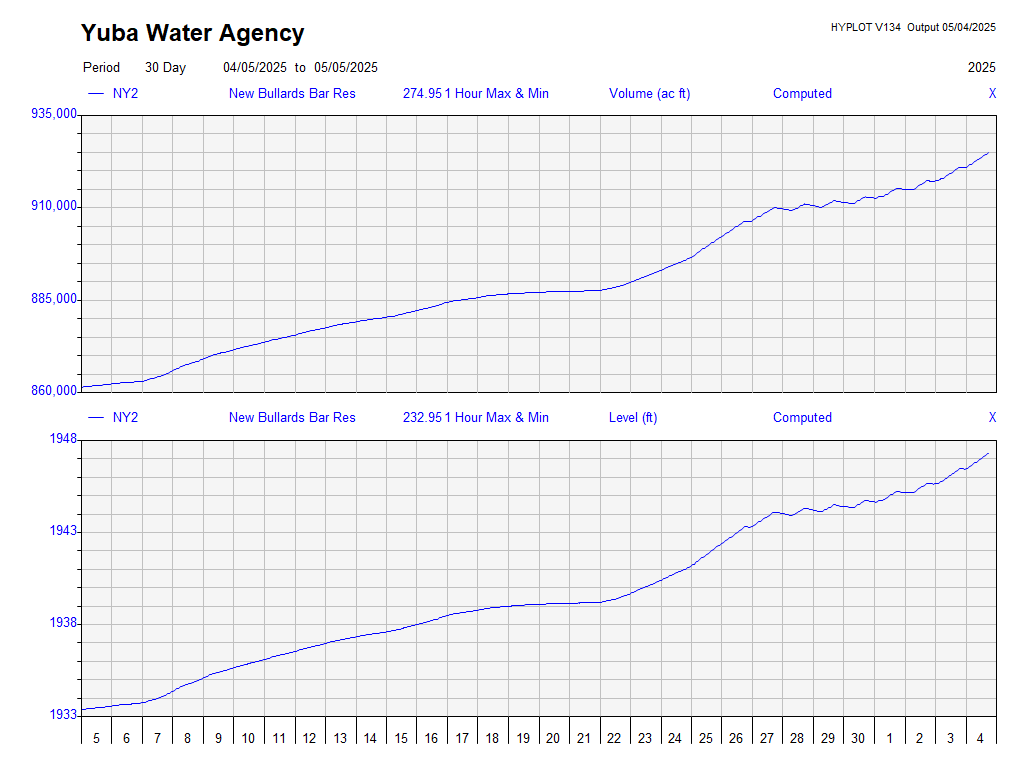 Yuba Water Agency
HYPLOT V134 Output 05/04/2025
Period 30 Day 04/05/2025 to 05/05/2025 2025
NY2 New Bullards Bar Res 274.95 1 Hour Max & Min Volume (ac ft) Computed X
935,000
910,000
885,000
860,000
NY2 New Bullards Bar Res 232.95 1 Hour Max & Min Level (ft) Computed X
1948
1943
1938
1933
5 6 7 8 9 10 11 12 13 14 15 16 17 18 19 20 21 22 23 24 25 26 27 28 29 30 1 2 3 4